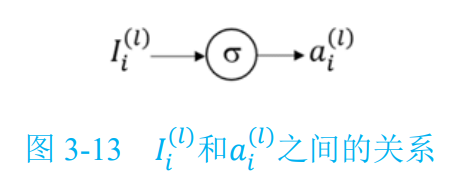 I_i^{(l)} → σ → a_i^{(l)}
图 3-13 I_i^{(l)}和a_i^{(l)}之间的关系